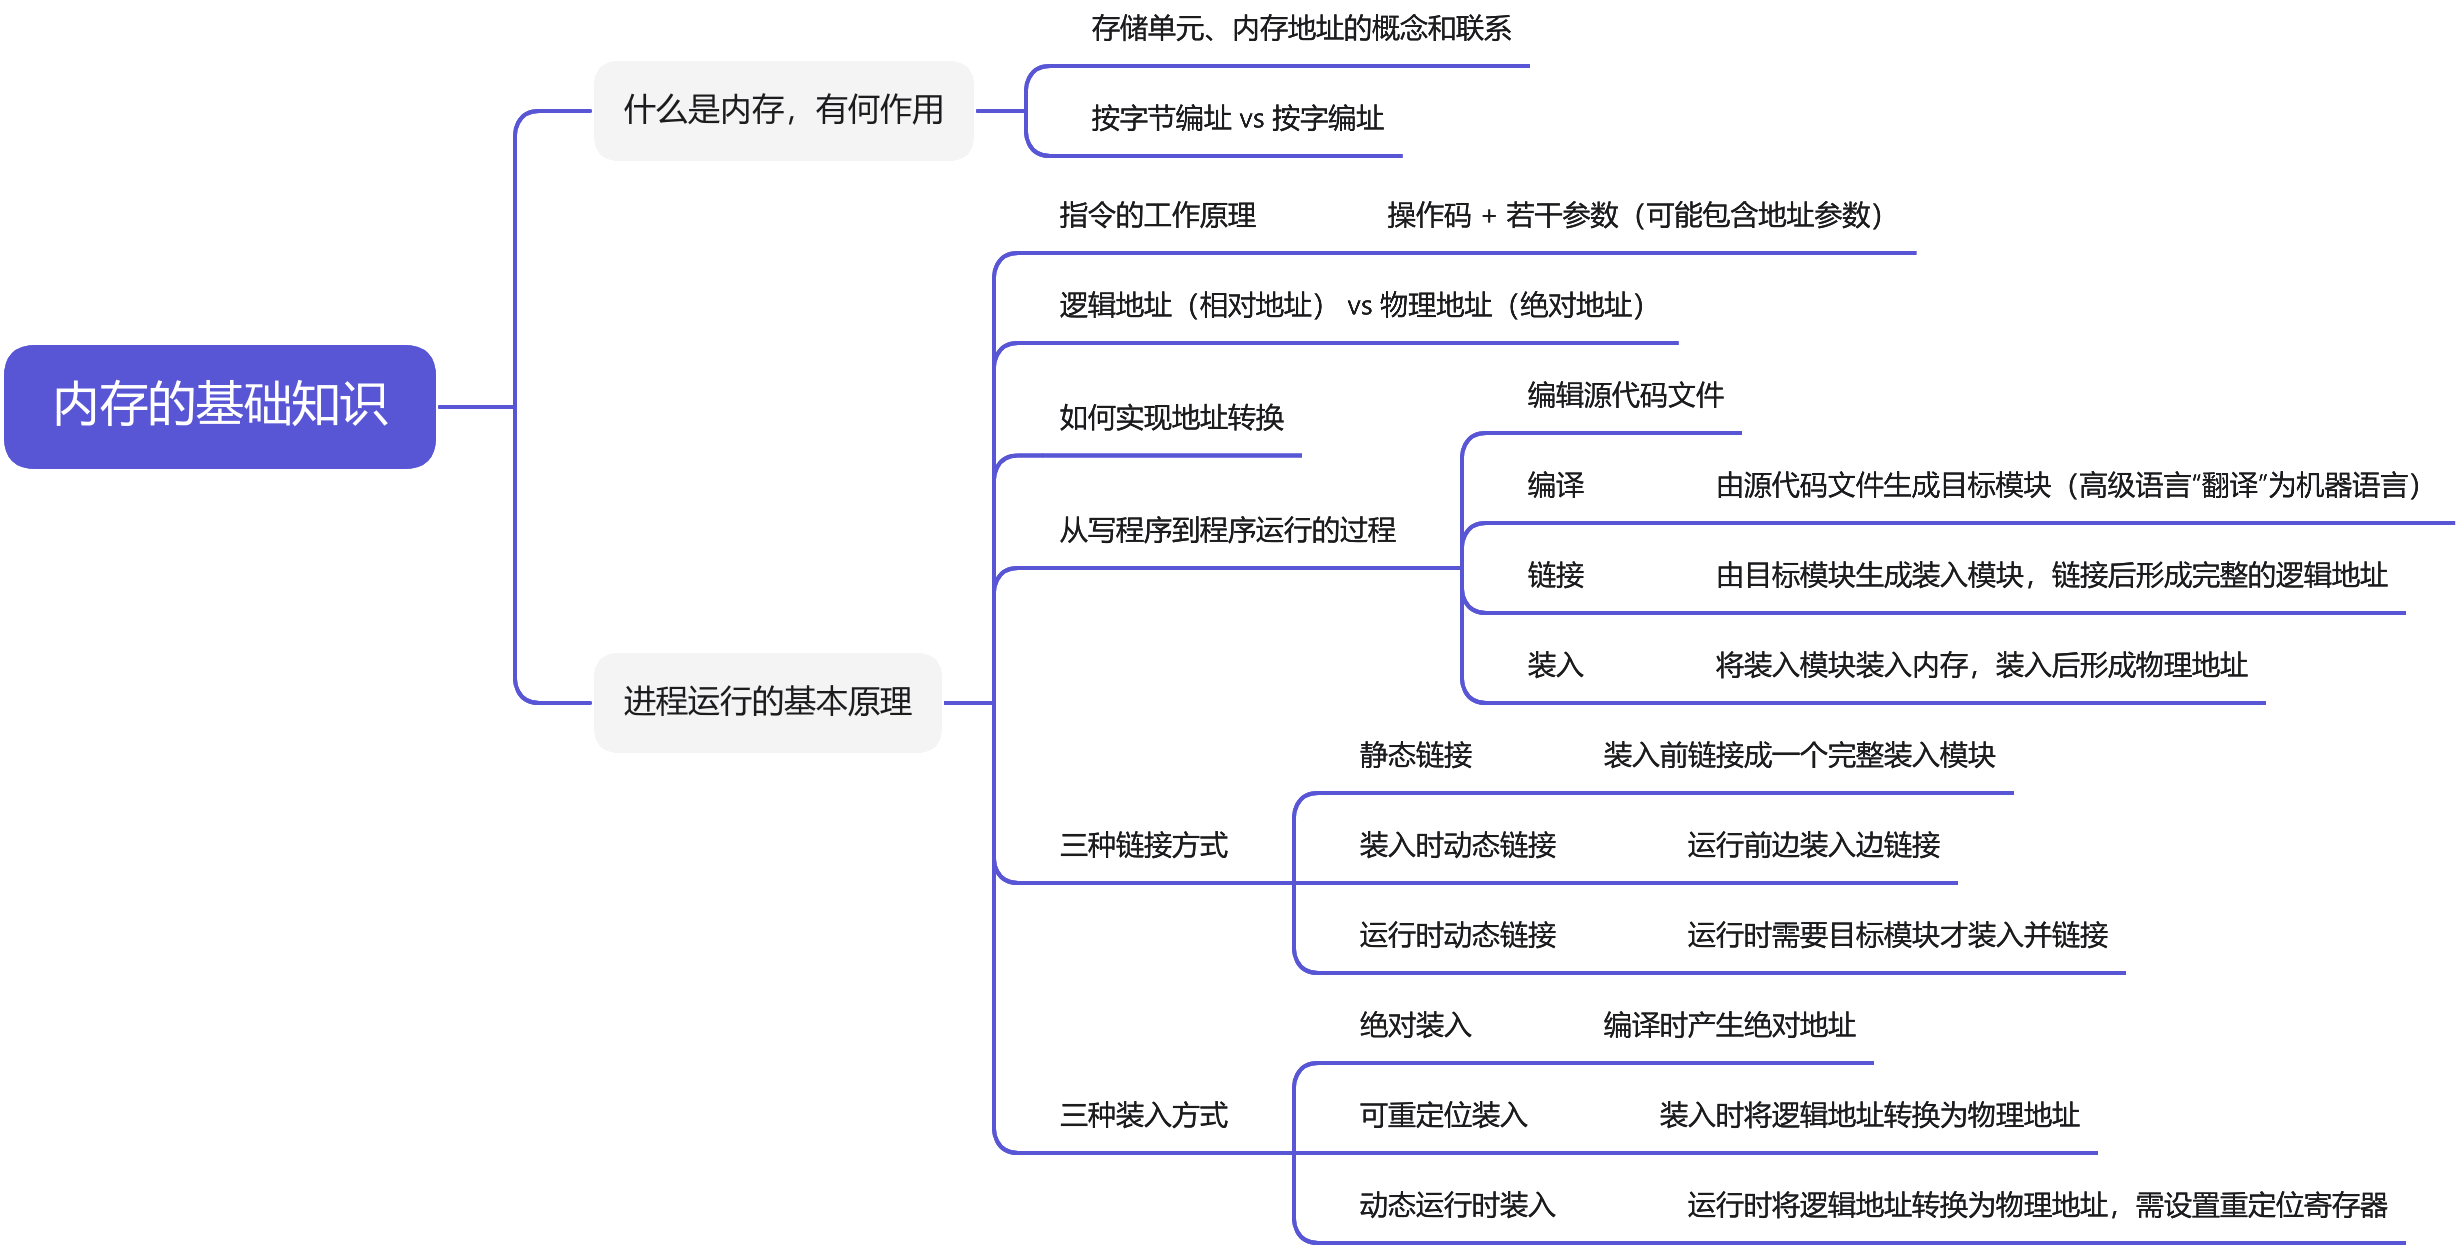 内存的基础知识
什么是内存，有何作用
存储单元、内存地址的概念和联系
按字节编址 vs 按字编址
进程运行的基本原理
指令的工作原理
操作码 + 若干参数（可能包含地址参数）
逻辑地址（相对地址） vs 物理地址（绝对地址）
如何实现地址转换
从写程序到程序运行的过程
编辑源代码文件
编译
由源代码文件生成目标模块（高级语言“翻译”为机器语言）
链接
由目标模块生成装入模块，链接后形成完整的逻辑地址
装入
将装入模块装入内存，装入后形成物理地址
三种链接方式
静态链接
装入前链接成一个完整装入模块
装入时动态链接
运行前边装入边链接
运行时动态链接
运行时需要目标模块才装入并链接
三种装入方式
绝对装入
编译时产生绝对地址
可重定位装入
装入时将逻辑地址转换为物理地址
动态运行时装入
运行时将逻辑地址转换为物理地址，需设置重定位寄存器